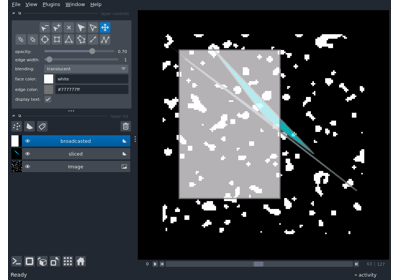 File View Plugins Window Help
opacity: 0.70
edge width: 1
blending: translucent
face color: white
edge color: #777777ff
display text: ✓
broadcasted
sliced
Image
0
Ready
activity